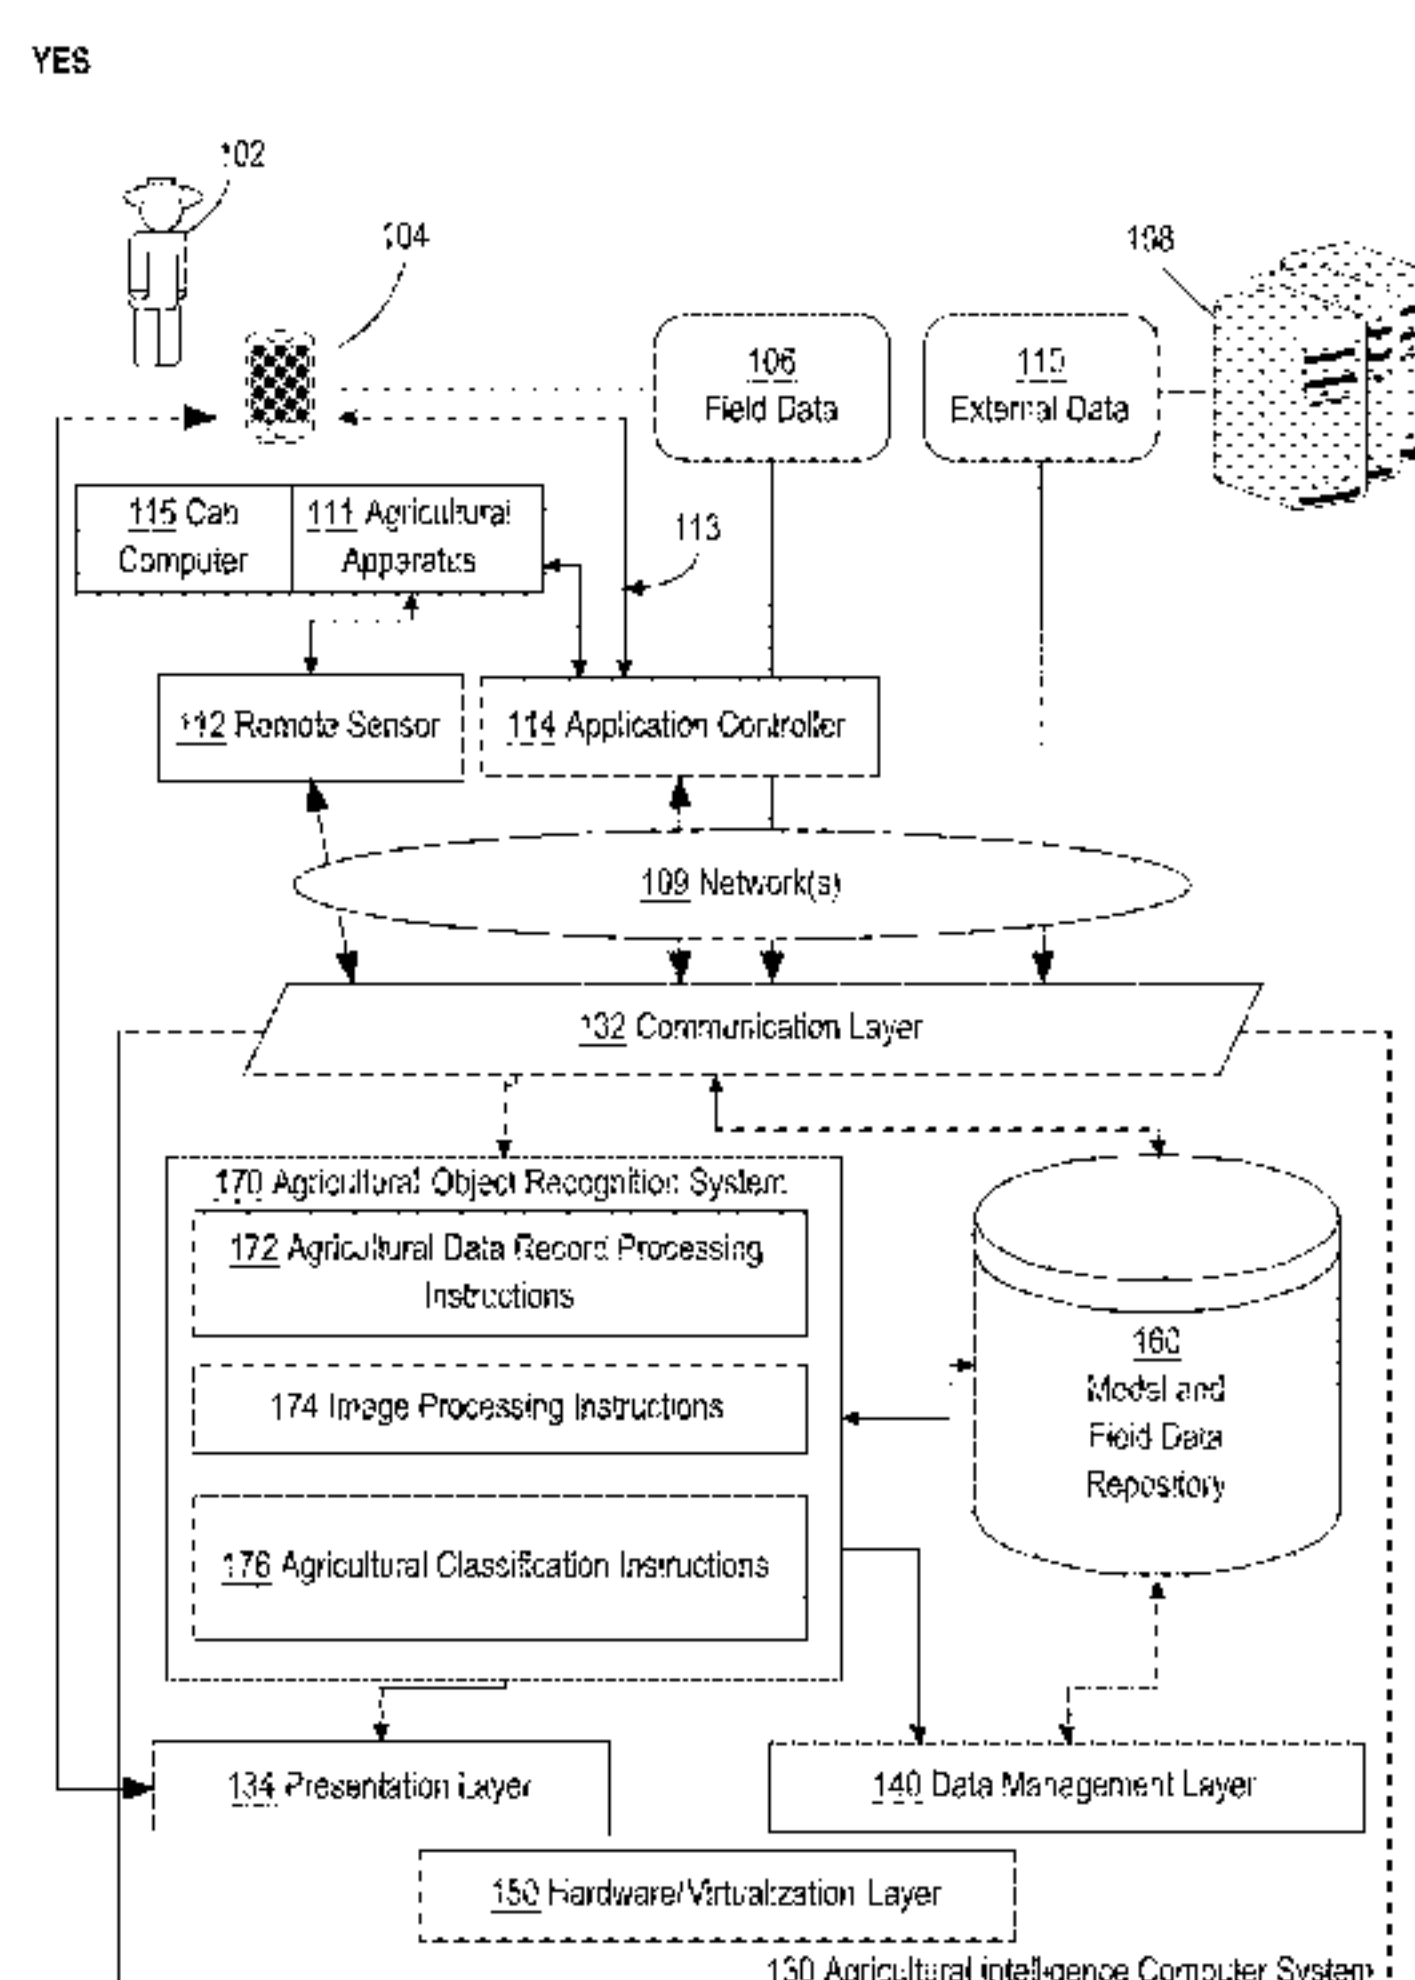 YES
102
104
108
106
Field Data
110
External Data
115 Cab
Computer
111 Agricultural
Apparatus
113
112 Remote Sensor
114 Application Controller
109 Network(s)
132 Communication Layer
170 Agricultural Object Recognition System
172 Agricultural Data Record Processing
Instructions
174 Image Processing Instructions
176 Agricultural Classification Instructions
160
Model and
Field Data
Repository
134 Presentation Layer
140 Data Management Layer
150 Hardware/Virtualization Layer
130 Agricultural Intelligence Computer System